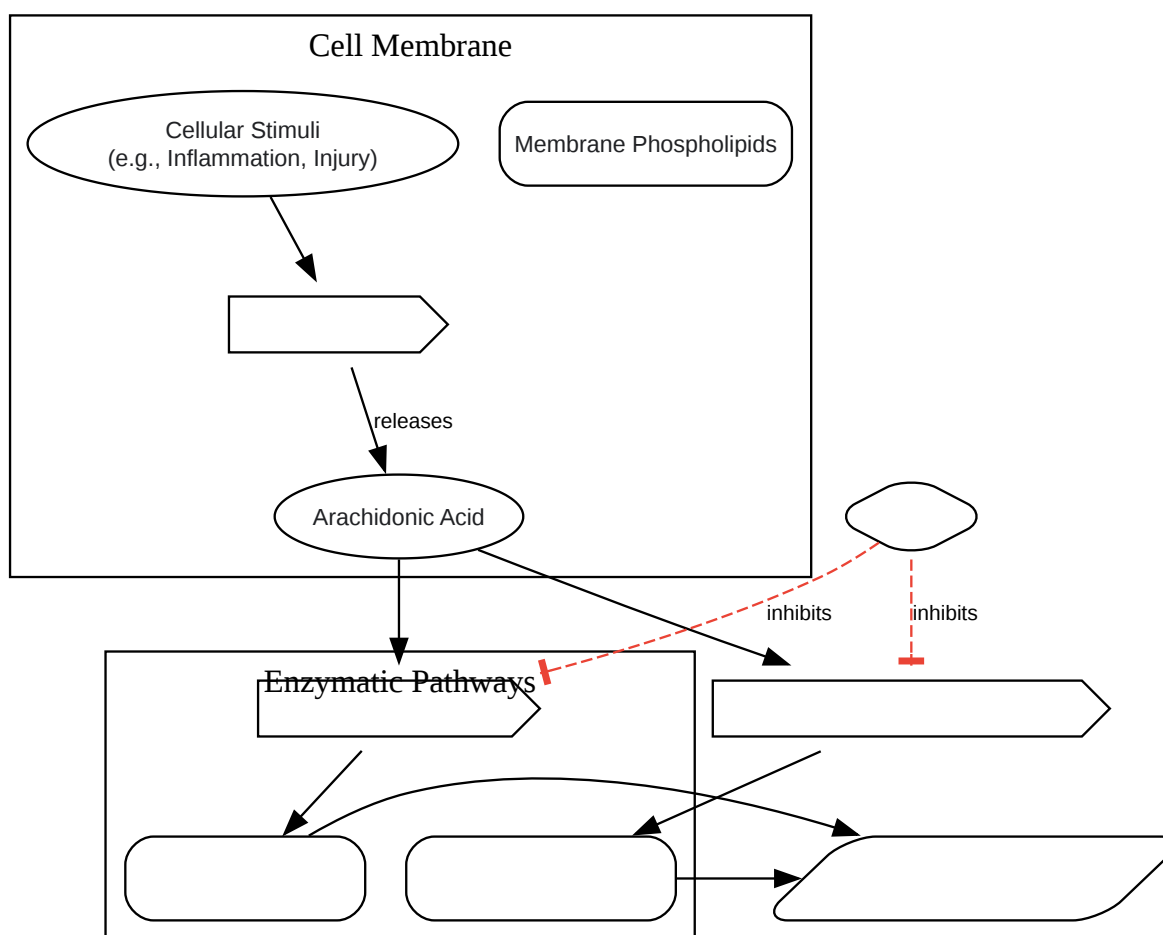 Cell Membrane
Cellular Stimuli
(e.g., Inflammation, Injury)
Membrane Phospholipids
releases
Arachidonic Acid
inhibits
inhibits
Enzymatic Pathways